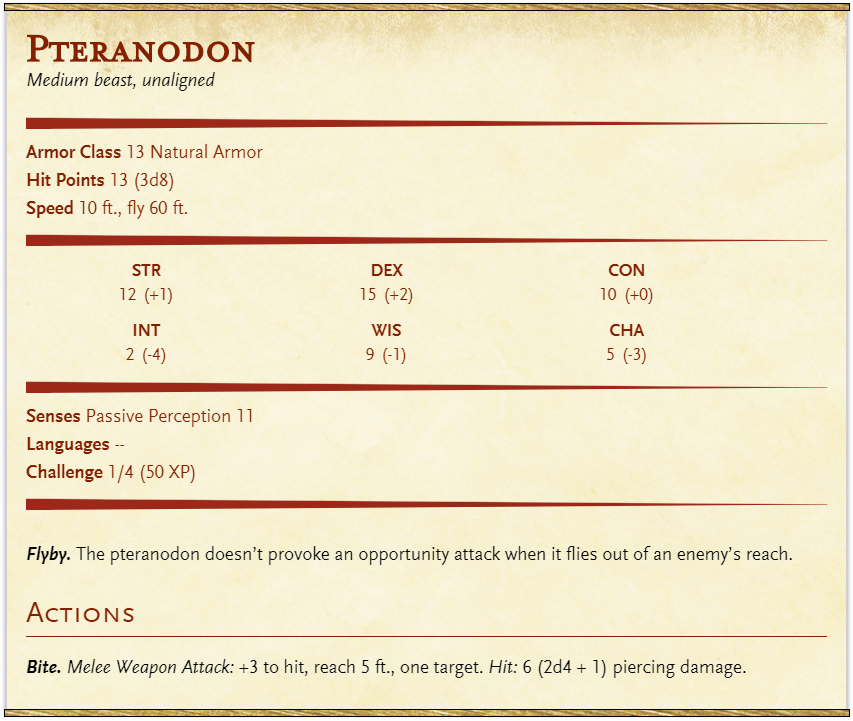 Pteranodon
Medium beast, unaligned
Armor Class 13 Natural Armor
Hit Points 13 (3d8)
Speed 10 ft., fly 60 ft.
STR DEX CON
12 (+1) 15 (+2) 10 (+0)
INT WIS CHA
2 (-4) 9 (-1) 5 (-3)
Senses Passive Perception 11
Languages --
Challenge 1/4 (50 XP)
Flyby. The pteranodon doesn’t provoke an opportunity attack when it flies out of an enemy’s reach.
Actions
Bite. Melee Weapon Attack: +3 to hit, reach 5 ft., one target. Hit: 6 (2d4 + 1) piercing damage.